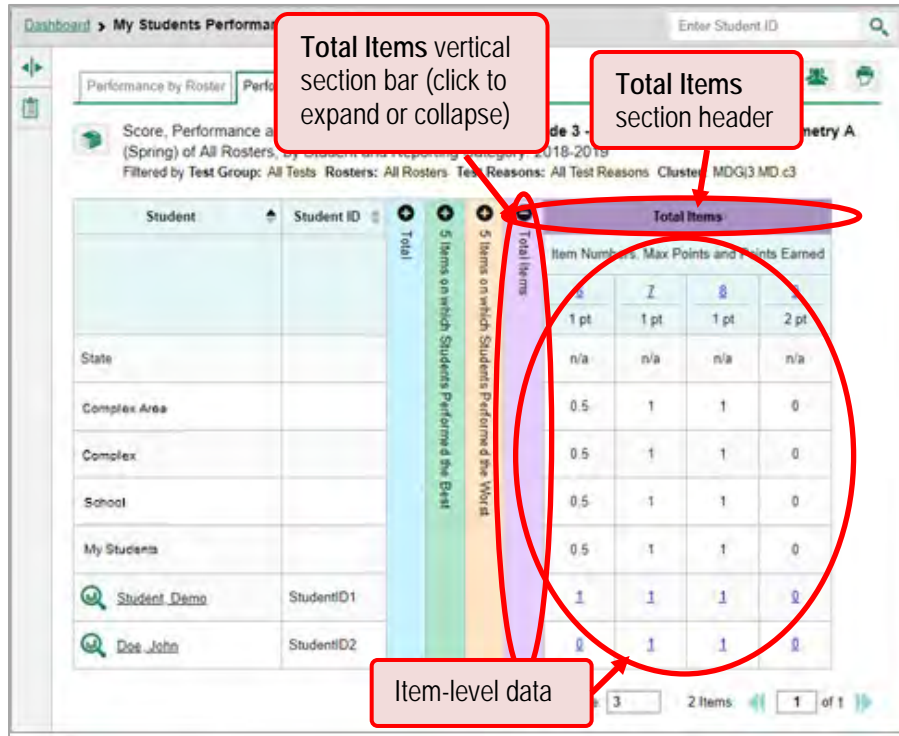 Dashboard > My Students Performa
Enter Student ID
Total Items vertical
section bar (click to
expand or collapse)
Total Items
section header
Performance by Roster
Perfo
Score, Performance a
de 3 -
metry A
(Spring) of All Rosters, by Student and Reporting Category: 2018-2019
Filtered by Test Group: All Tests Rosters: All Rosters Test Reasons: All Test Reasons Cluster: MDG|3.MD.c3
Student Student ID Total Items
Total
5 Items on which Students Performed the Best
5 Items on which Students Performed the Worst
Total Items
Item Numbers, Max Points and Points Earned
7 8
1 pt 1 pt 1 pt 2 pt
State n/a n/a n/a n/a
Complex Area 0.5 1 1 0
Complex 0.5 1 1 0
School 0.5 1 1 0
My Students 0.5 1 1 0
Student, Demo StudentID1 1 1 1 0
Doe, John StudentID2 0 1 1 0
Item-level data
3 2 Items 1 of 1